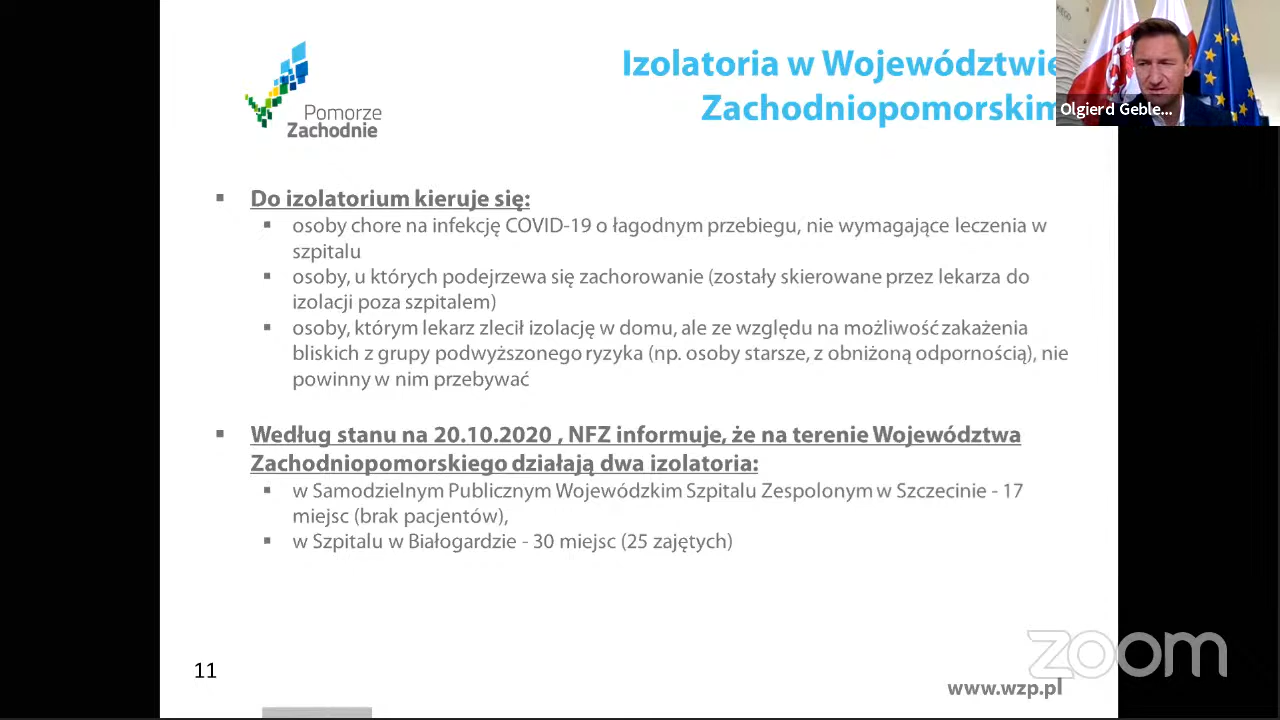 Pomorze
Zachodnie
Izolatoria w Województwie
Zachodniopomorskim
Olgierd Geble...
▪ Do izolatorium kieruje się:
▪ osoby chore na infekcję COVID-19 o łagodnym przebiegu, nie wymagające leczenia w
szpitalu
▪ osoby, u których podejrzewa się zachorowanie (zostały skierowane przez lekarza do
izolacji poza szpitalem)
▪ osoby, którym lekarz zlecił izolację w domu, ale ze względu na możliwość zakażenia
bliskich z grupy podwyższonego ryzyka (np. osoby starsze, z obniżoną odpornością), nie
powinny w nim przebywać
▪ Według stanu na 20.10.2020 , NFZ informuje, że na terenie Województwa
Zachodniopomorskiego działają dwa izolatoria:
▪ w Samodzielnym Publicznym Wojewódzkim Szpitalu Zespolonym w Szczecinie - 17
miejsc (brak pacjentów),
▪ w Szpitalu w Białogardzie - 30 miejsc (25 zajętych)
zoom
11
www.wzp.pl